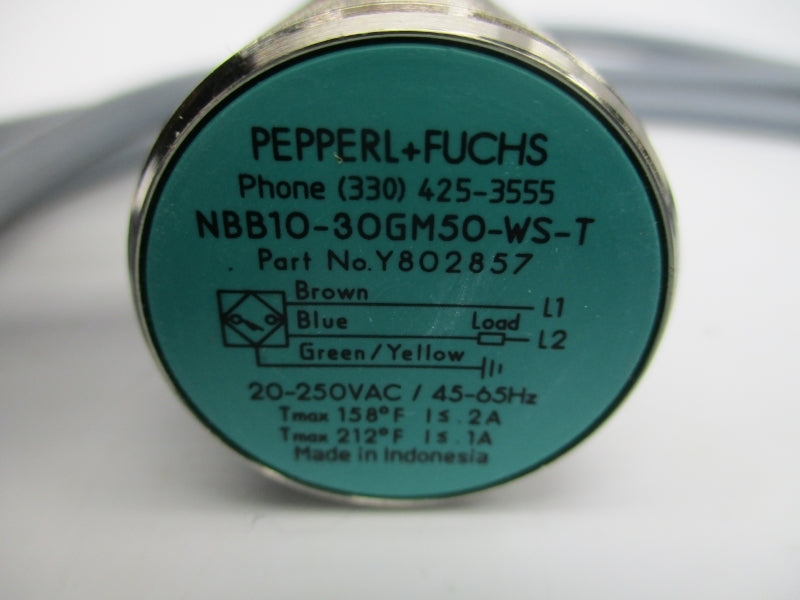 PEPPERL+FUCHS
Phone (330) 425-3555
NBB10-30GM50-WS-T
Part No.Y802857
Brown
L1
Blue
Load
L2
Green/Yellow
20-250VAC / 45-65Hz
Tmax 158°F I≤.2A
Tmax 212°F I≤.1A
Made in Indonesia